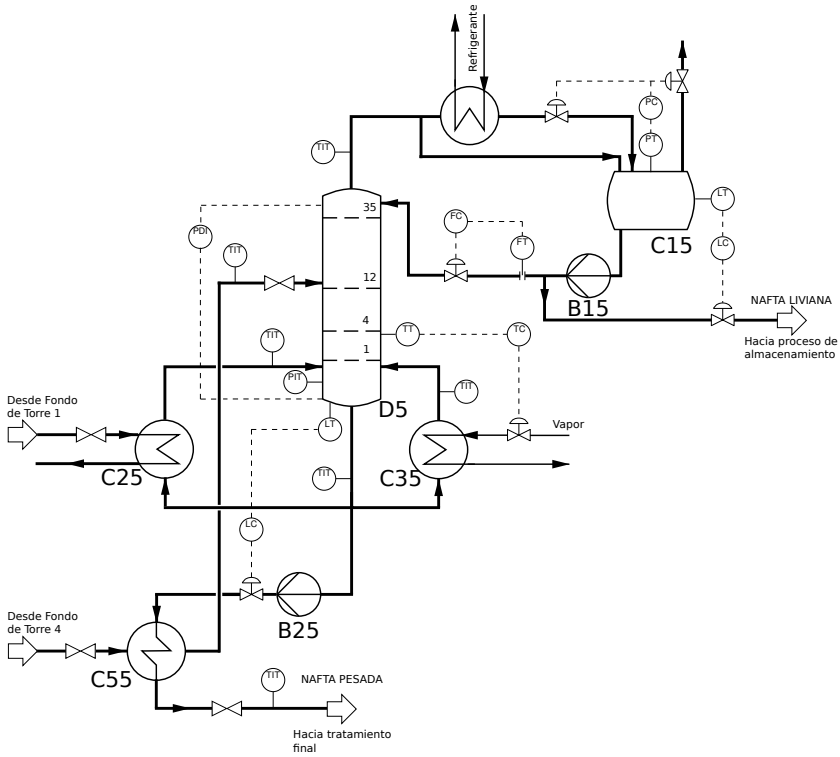 Refrigerante
PC
PT
TIT
35
LT
C15
PDI
FC
FT
LC
TIT
12
B15
NAFTA LIVIANA
Hacia proceso de
almacenamiento
4
TT
TC
TIT
1
PIT
TIT
D5
Desde Fondo
de Torre 1
LT
Vapor
C25
C35
TIT
LC
Desde Fondo
de Torre 4
B25
C55
TIT
NAFTA PESADA
Hacia tratamiento
final